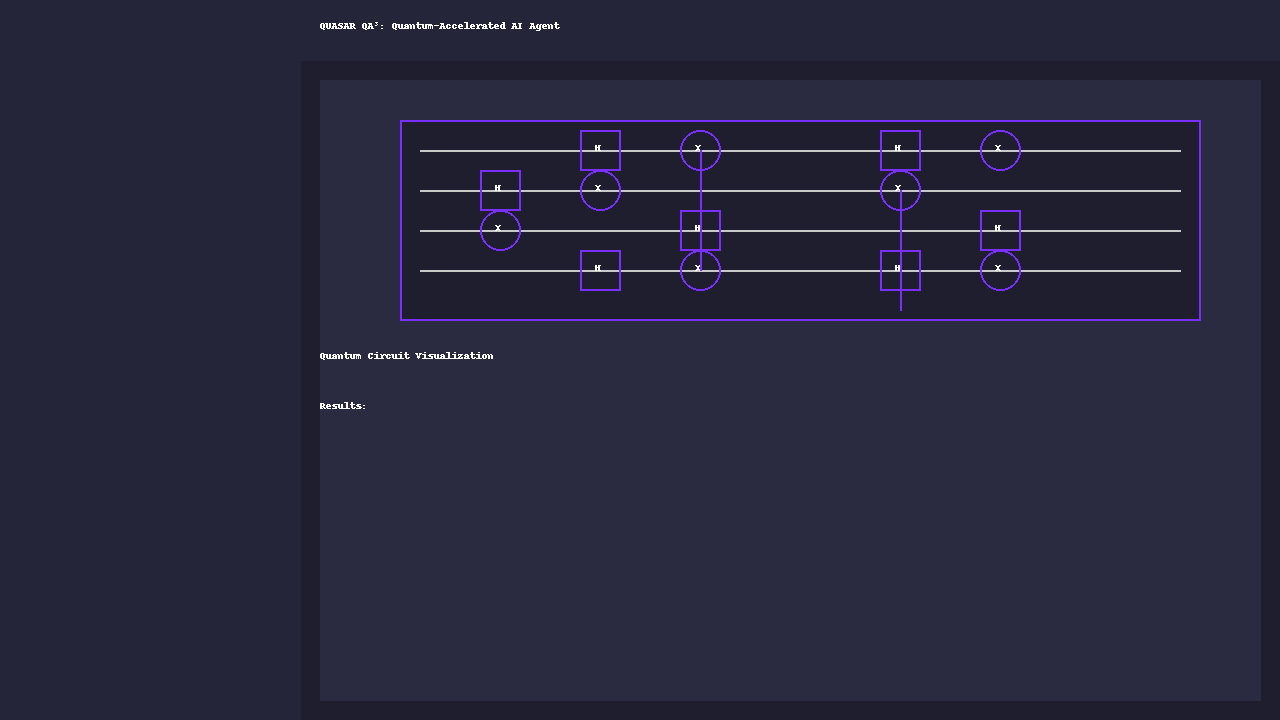 QUASAR QA³: Quantum-Accelerated AI Agent
H X H X
H X X
X H H
H X H X
Quantum Circuit Visualization
Results: